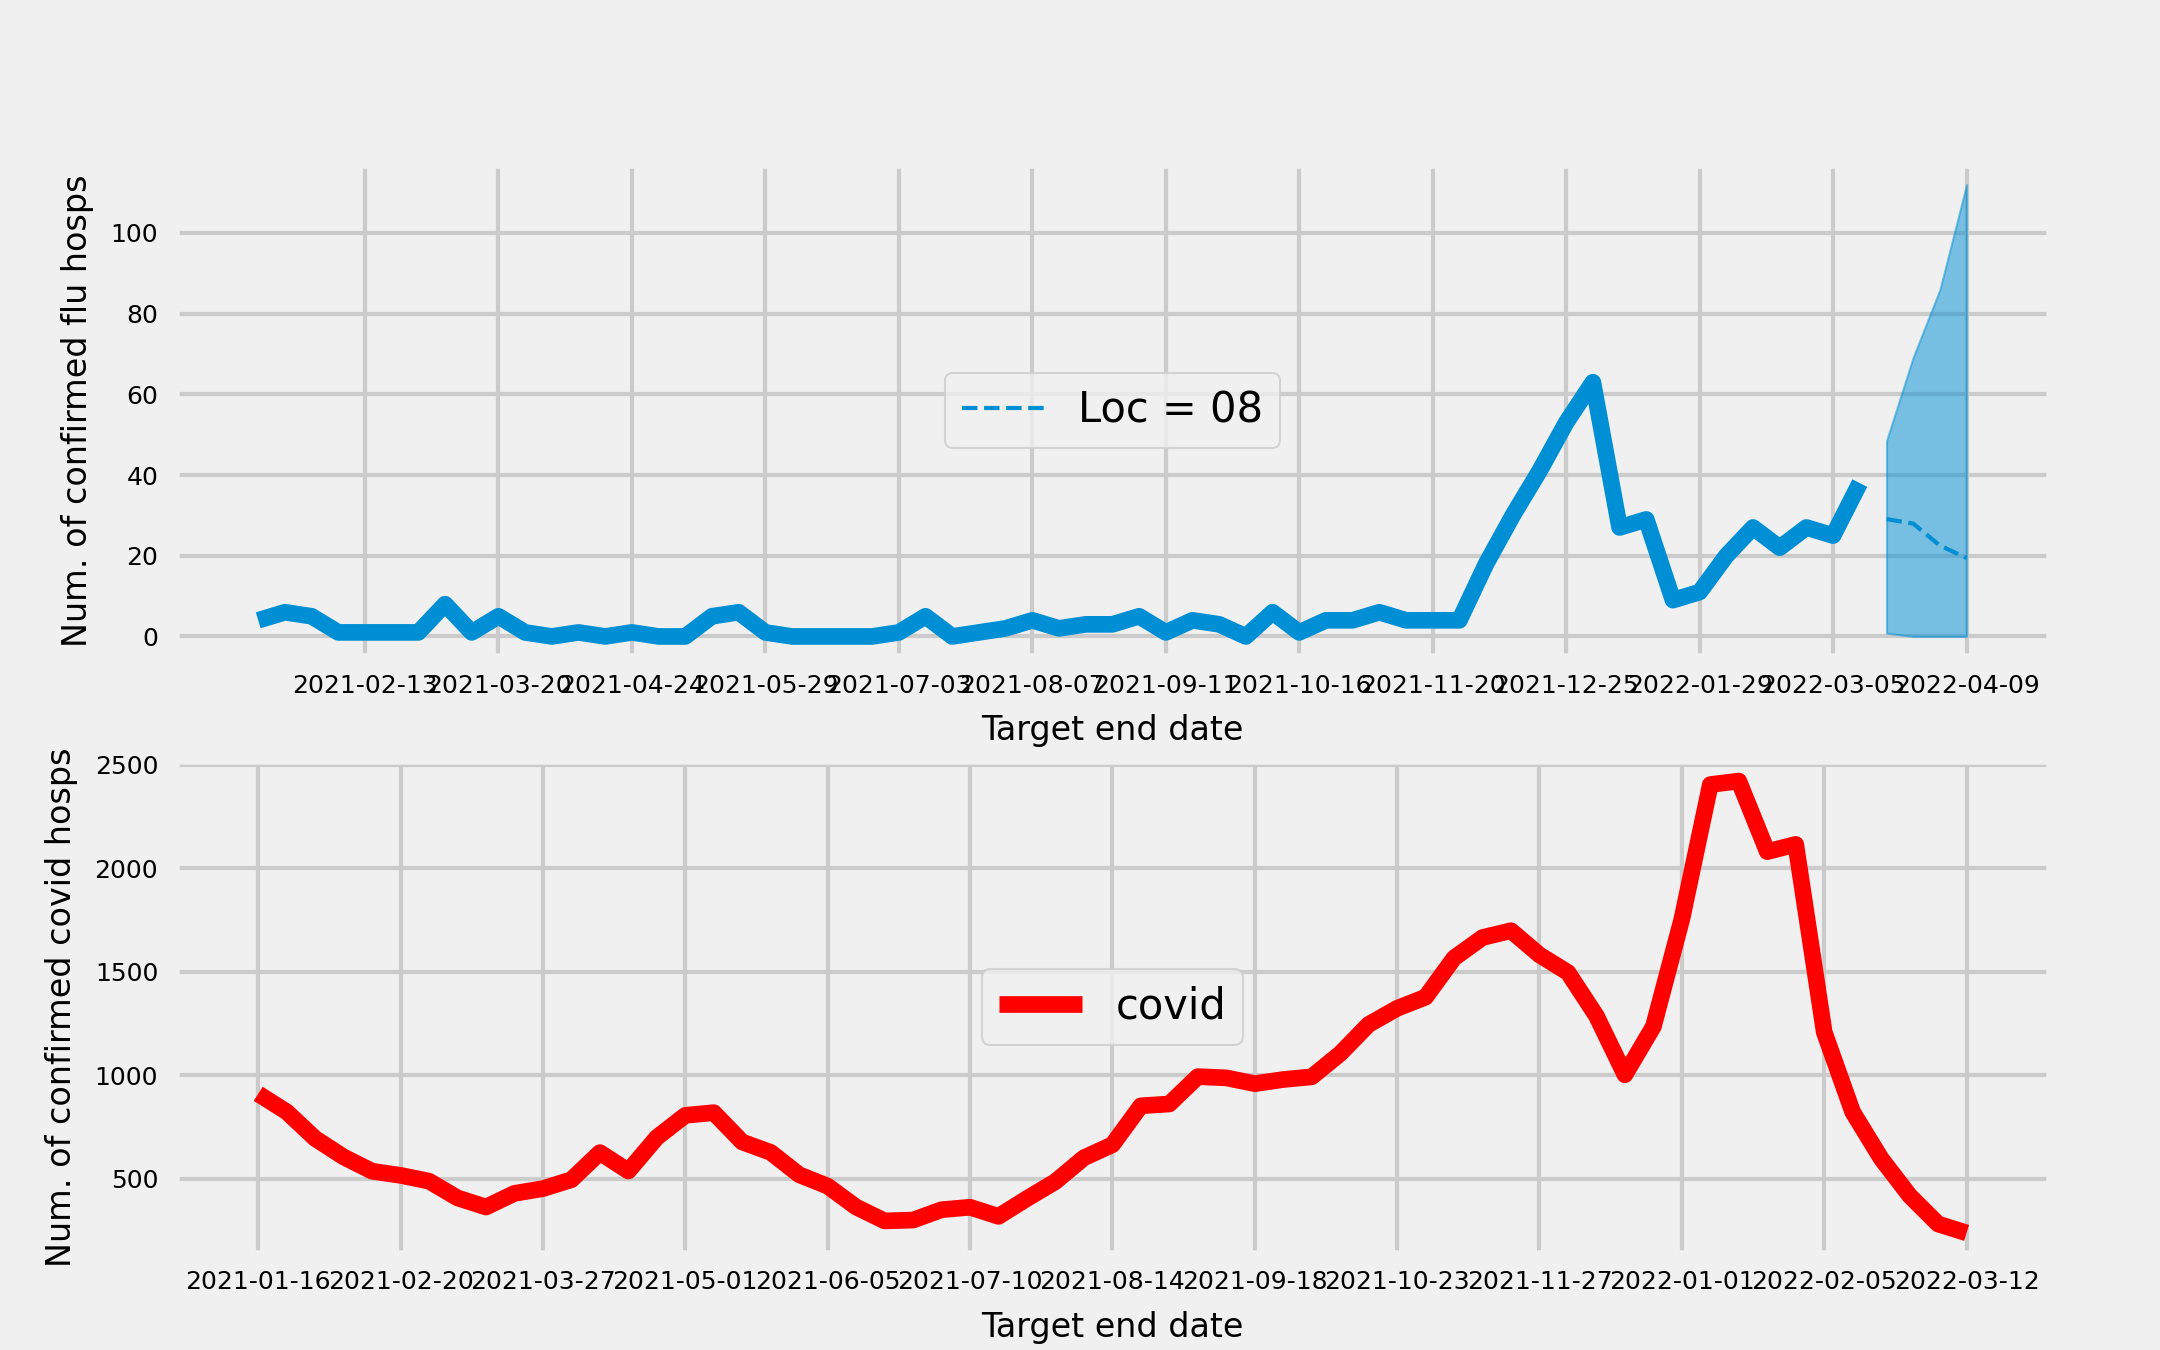 Num. of confirmed flu hosps
100
80
60
40
20
0
Loc = 08
2021-02-13 2021-03-20 2021-04-24 2021-05-29 2021-07-03 2021-08-07 2021-09-11 2021-10-16 2021-11-20 2021-12-25 2022-01-29 2022-03-05 2022-04-09
Target end date
Num. of confirmed covid hosps
2500
2000
1500
1000
500
covid
2021-01-16 2021-02-20 2021-03-27 2021-05-01 2021-06-05 2021-07-10 2021-08-14 2021-09-18 2021-10-23 2021-11-27 2022-01-01 2022-02-05 2022-03-12
Target end date